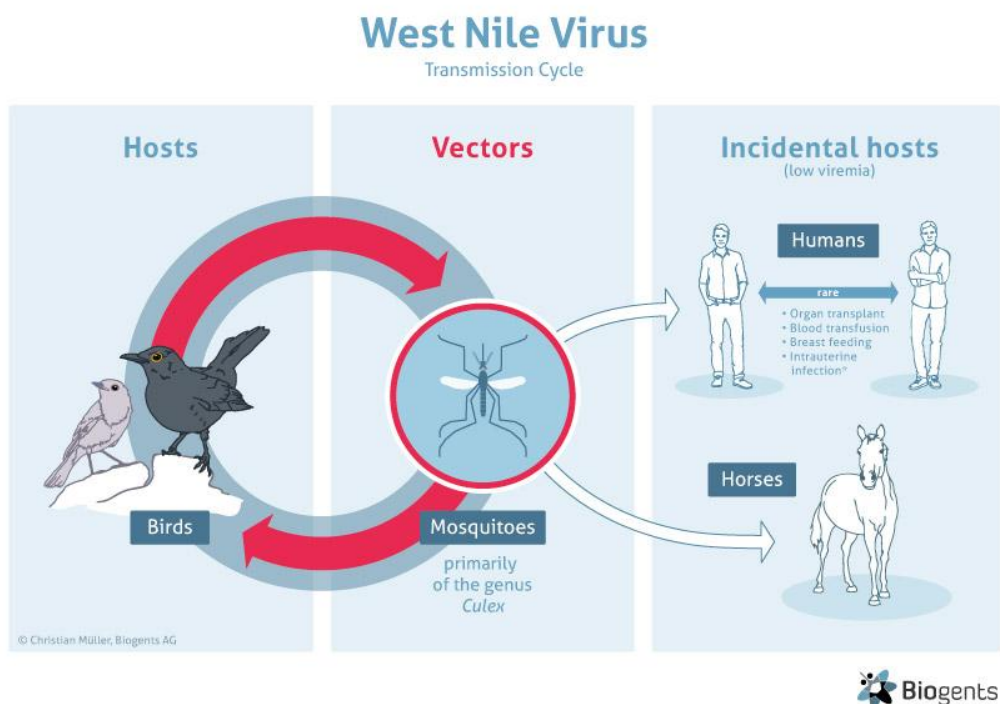 West Nile Virus
Transmission Cycle
Hosts
Vectors
Incidental hosts
(low viremia)
Humans
rare
• Organ transplant
• Blood transfusion
• Breast feeding
• Intrauterine
infection*
Horses
Birds
Mosquitoes
primarily
of the genus
Culex
© Christian Müller, Biogents AG
Biogents